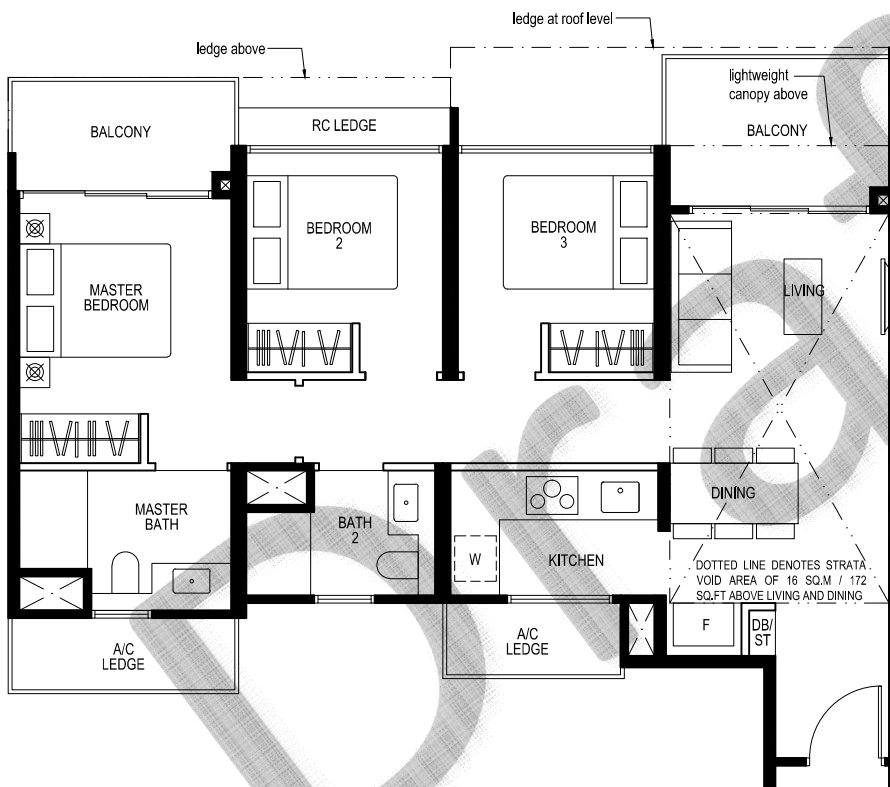 ledge at roof level
ledge above
lightweight
canopy above
BALCONY
RC LEDGE
BALCONY
BEDROOM
2
BEDROOM
3
MASTER
BEDROOM
LIVING
DINING
MASTER
BATH
BATH
2
W
KITCHEN
DOTTED LINE DENOTES STRATA
VOID AREA OF 16 SQ.M / 172
SQ.FT ABOVE LIVING AND DINING
F
DB/
ST
A/C
LEDGE
A/C
LEDGE
Draf